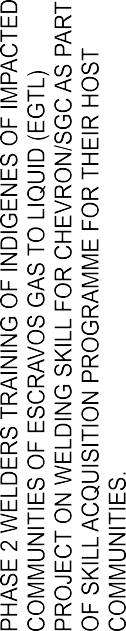 PHASE 2 WELDERS TRAINING OF INDIGENES OF IMPACTED
COMMUNITIES OF ESCRAVOS GAS TO LIQUID (EGTL)
PROJECT ON WELDING SKILL FOR CHEVRON/SGC AS PART
OF SKILL ACQUISITION PROGRAMME FOR THEIR HOST
COMMUNITIES.